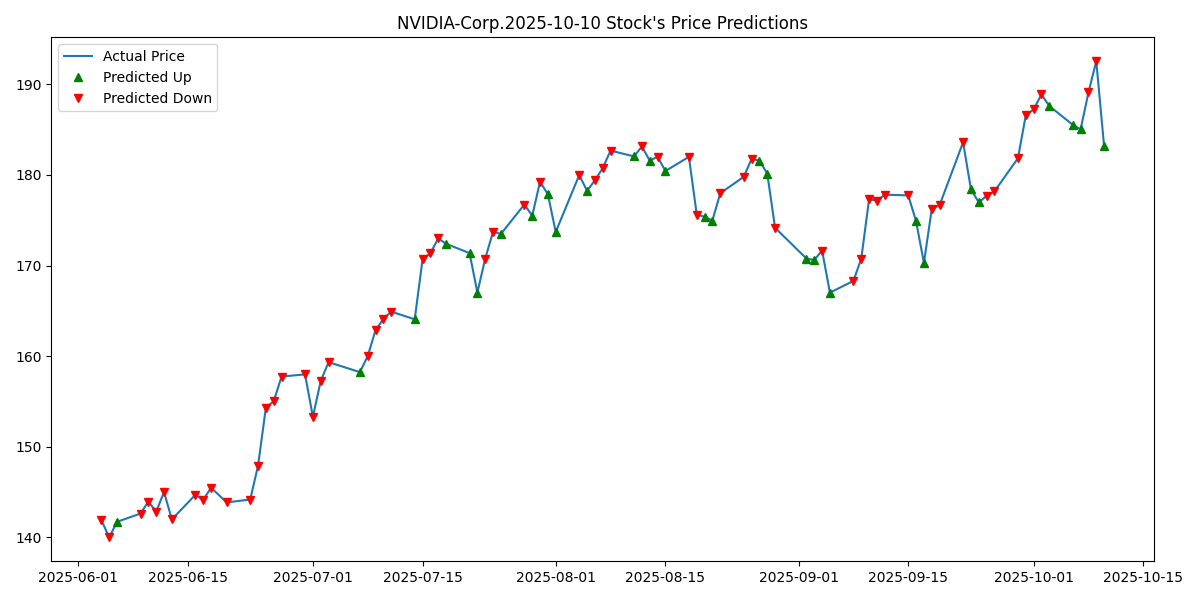 NVIDIA-Corp.2025-10-10 Stock's Price Predictions
Actual Price
Predicted Up
Predicted Down
190
180
170
160
150
140
2025-06-01 2025-06-15 2025-07-01 2025-07-15 2025-08-01 2025-08-15 2025-09-01 2025-09-15 2025-10-01 2025-10-15